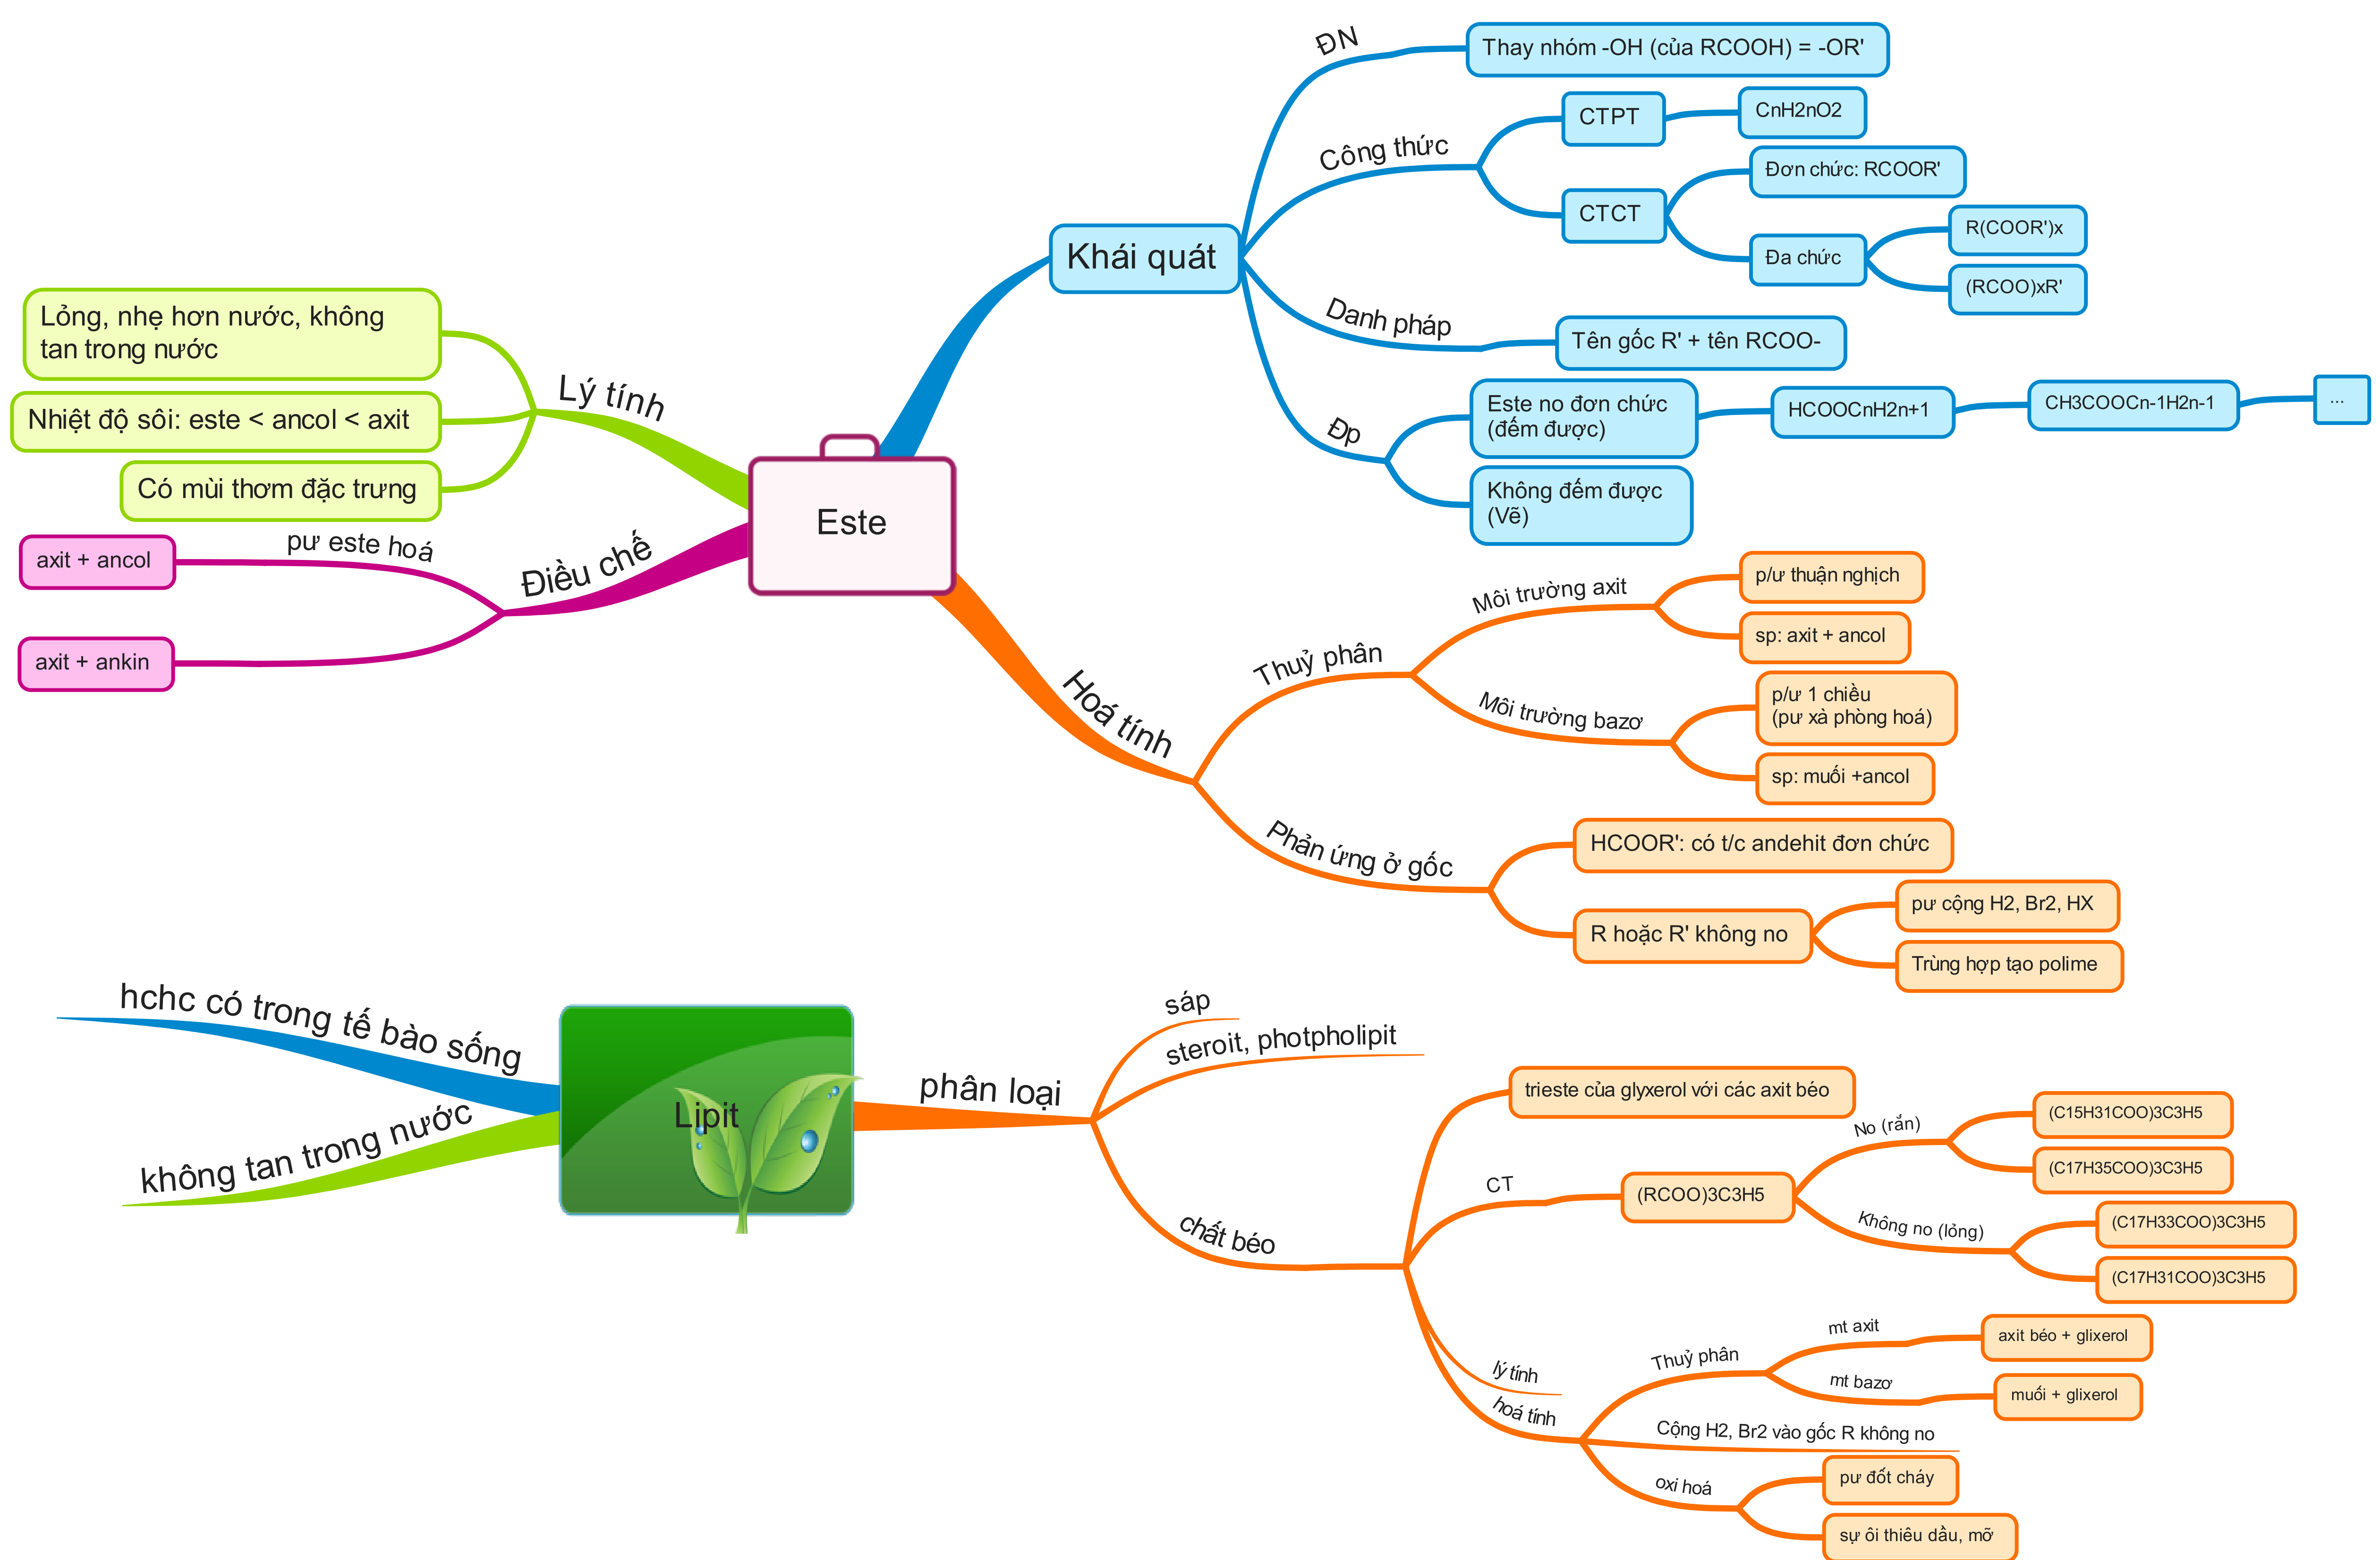 Este
Khái quát
ĐN
Thay nhóm -OH (của RCOOH) = -OR'
Công thức
CTPT
CnH2nO2
CTCT
Đơn chức: RCOOR'
Đa chức
R(COOR')x
(RCOO)xR'
Danh pháp
Tên gốc R' + tên RCOO-
Đp
Este no đơn chức
(đếm được)
HCOOCnH2n+1
CH3COOCn-1H2n-1
...
Không đếm được
(Vẽ)
Lý tính
Lỏng, nhẹ hơn nước, không
tan trong nước
Nhiệt độ sôi: este < ancol < axit
Có mùi thơm đặc trưng
Điều chế
pư este hoá
axit + ancol
axit + ankin
Hoá tính
Thuỷ phân
Môi trường axit
p/ư thuận nghịch
sp: axit + ancol
Môi trường bazơ
p/ư 1 chiều
(pư xà phòng hoá)
sp: muối +ancol
Phản ứng ở gốc
HCOOR': có t/c andehit đơn chức
R hoặc R' không no
pư cộng H2, Br2, HX
Trùng hợp tạo polime
Lipit
hchc có trong tế bào sống
không tan trong nước
phân loại
sáp
steroit, photpholipit
chất béo
trieste của glyxerol với các axit béo
CT
(RCOO)3C3H5
No (rắn)
(C15H31COO)3C3H5
(C17H35COO)3C3H5
Không no (lỏng)
(C17H33COO)3C3H5
(C17H31COO)3C3H5
lý tính
hoá tính
Thuỷ phân
mt axit
axit béo + glixerol
mt bazơ
muối + glixerol
Cộng H2, Br2 vào gốc R không no
oxi hoá
pư đốt cháy
sự ôi thiêu dầu, mỡ